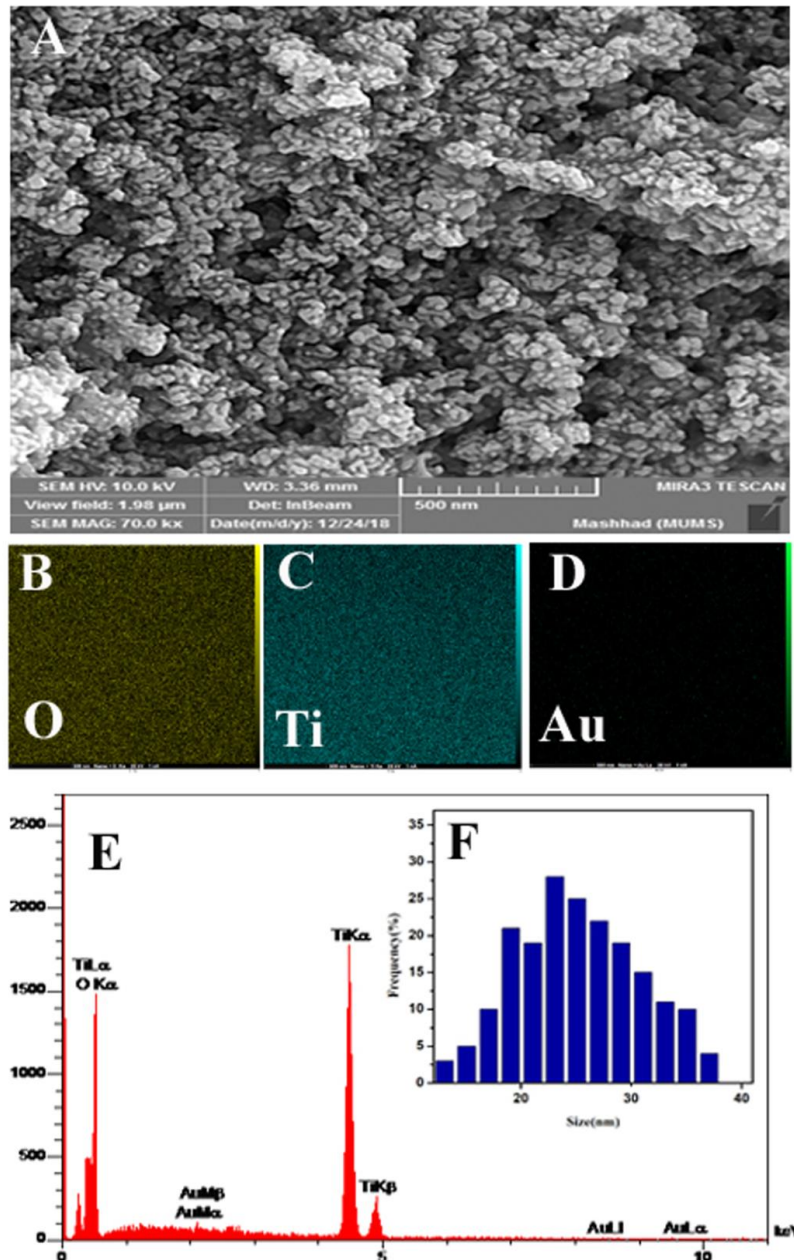 A
SEM HV: 10.0 kV
WD: 3.36 mm
MIRA3 TESCAN
View field: 1.98 µm
Det: InBeam
500 nm
SEM MAG: 70.0 kx
Date(m/d/y): 12/24/18
Mashhad (MUMS)
B
C
D
O
Ti
Au
E
F
2500
2000
1500
1000
500
0
TiLα
O Kα
AuMβ
AuMα
TiKα
TiKβ
AuLl
AuLα
0
5
10
keV
35
30
25
20
15
10
5
0
Frequency(%)
20
30
40
Size(nm)